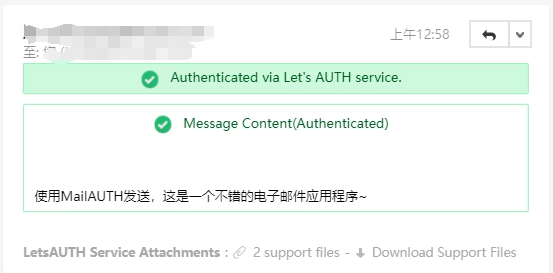 上午12:58
至:
Authenticated via Let's AUTH service.
Message Content(Authenticated)
使用MailAUTH发送，这是一个不错的电子邮件应用程序~
LetsAUTH Service Attachments : 2 support files - Download Support Files